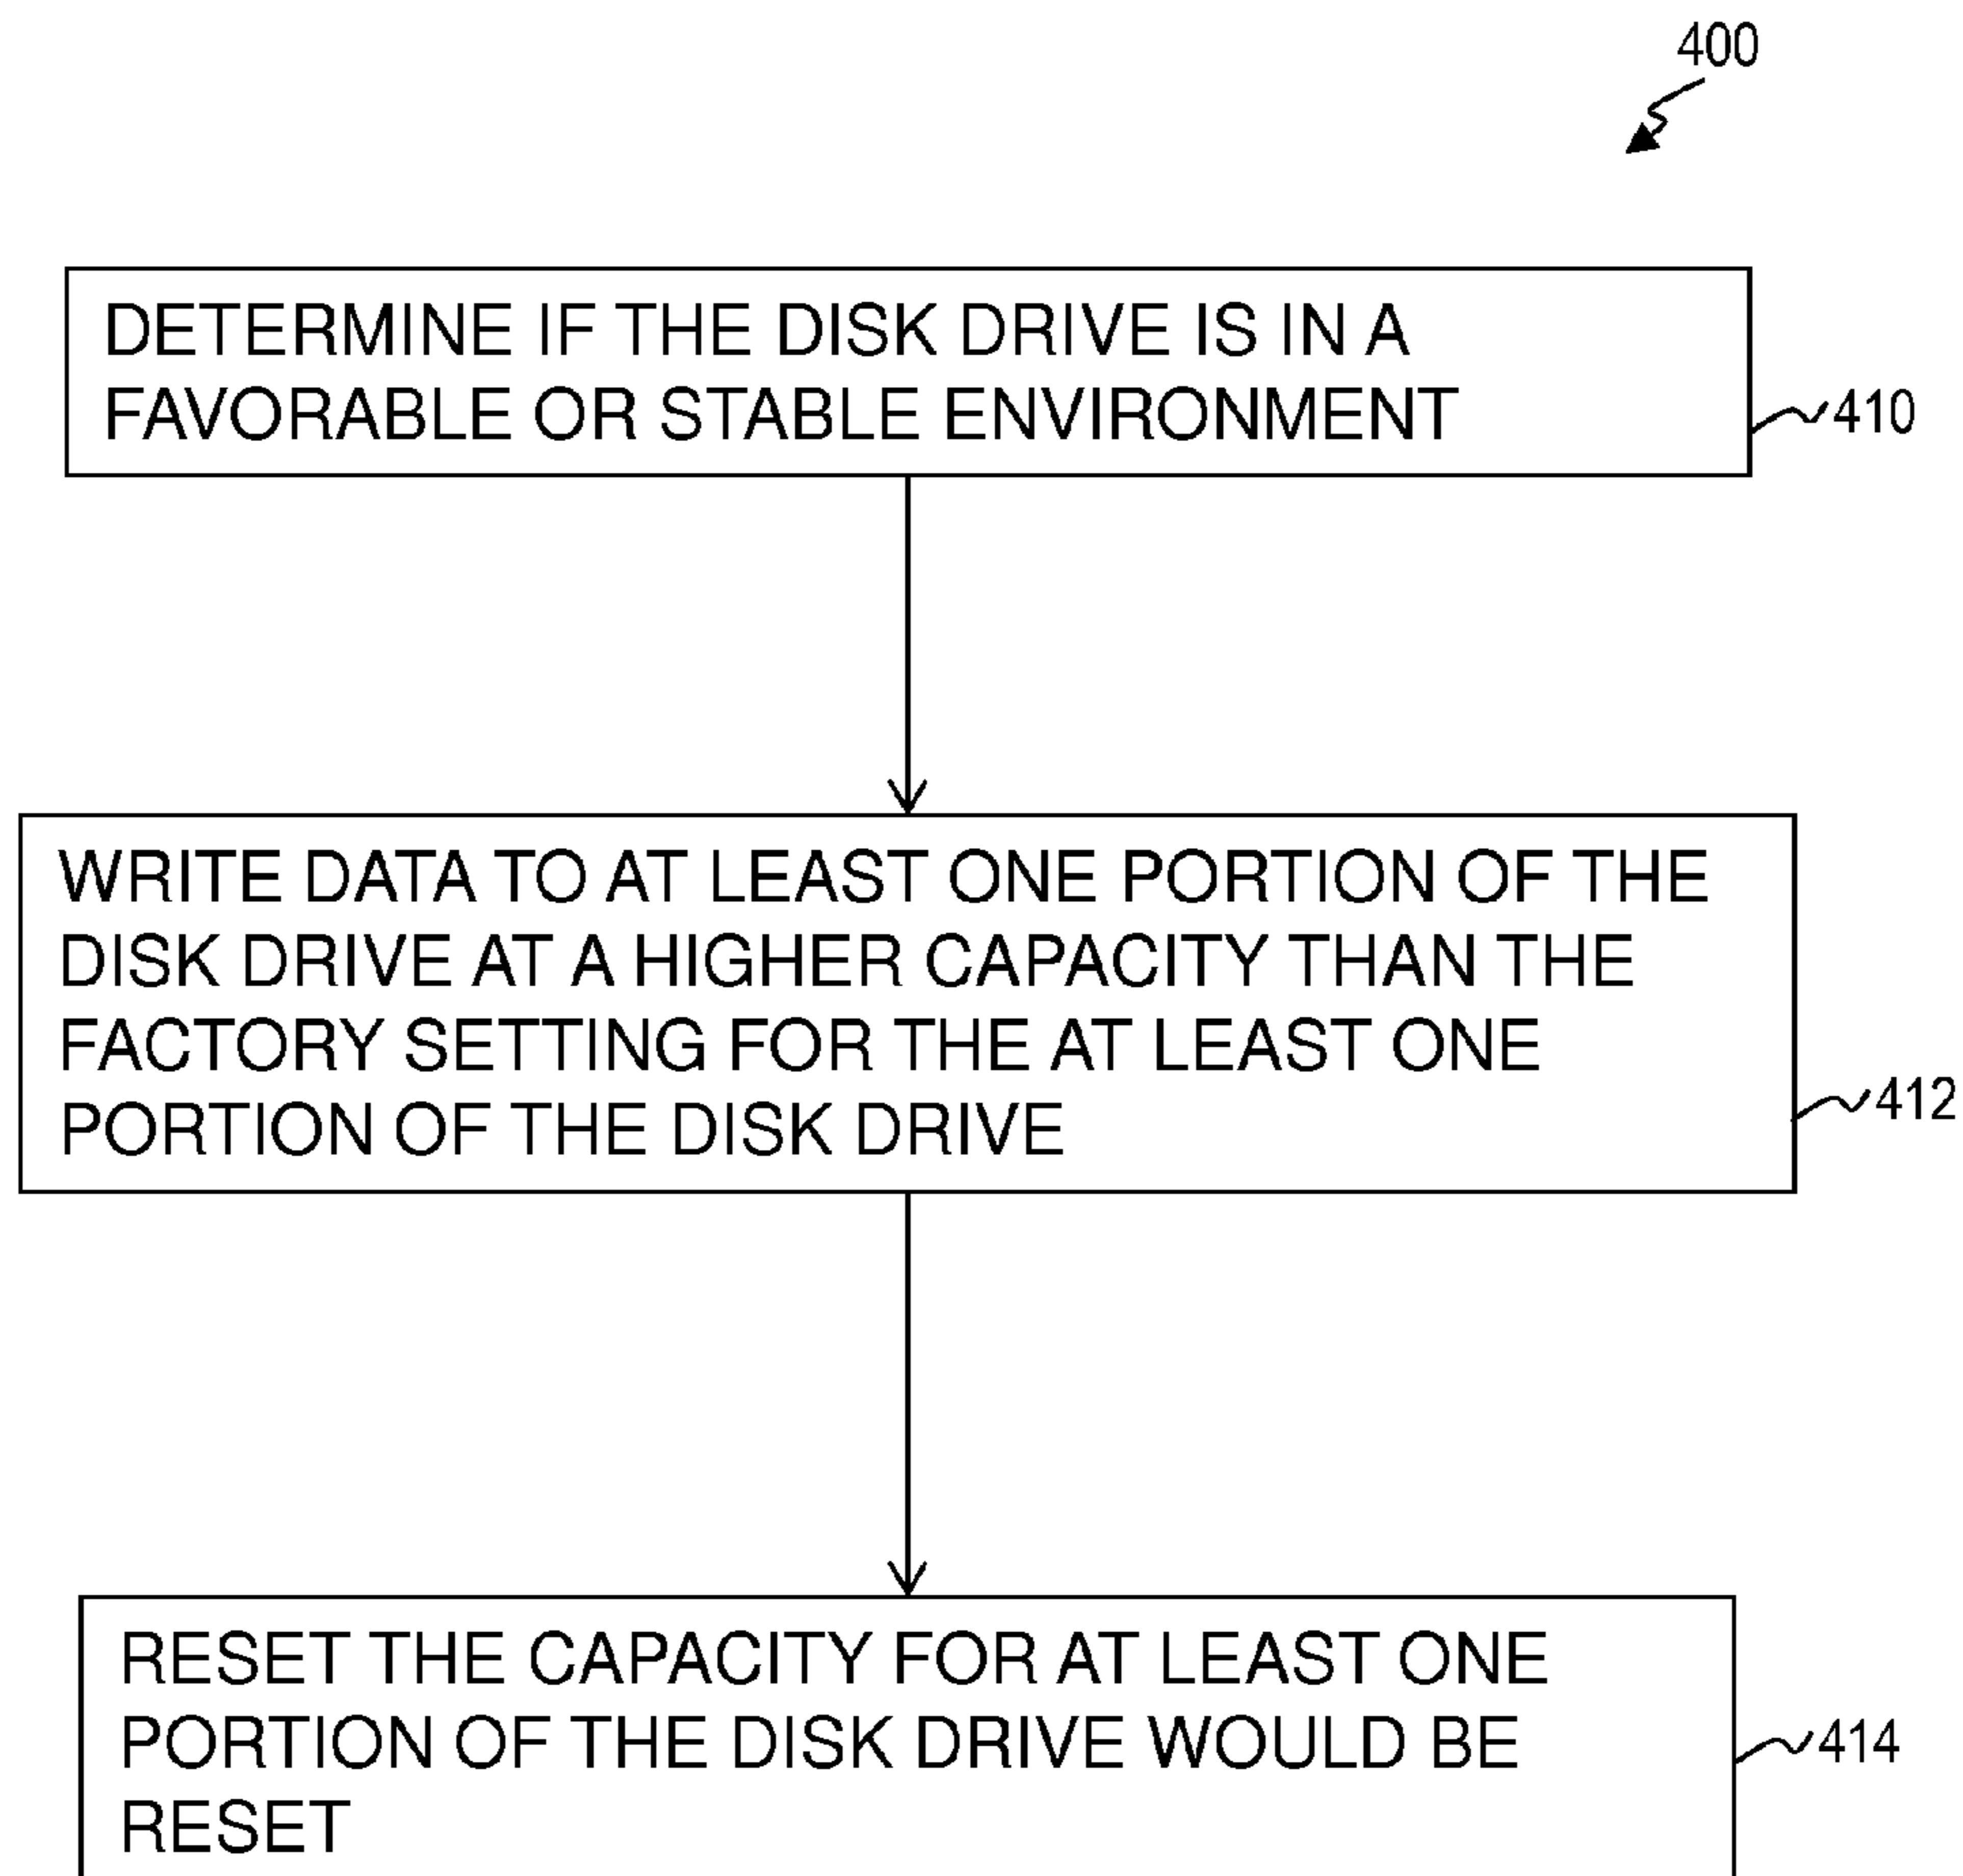 400
DETERMINE IF THE DISK DRIVE IS IN A
FAVORABLE OR STABLE ENVIRONMENT
410
WRITE DATA TO AT LEAST ONE PORTION OF THE
DISK DRIVE AT A HIGHER CAPACITY THAN THE
FACTORY SETTING FOR THE AT LEAST ONE
PORTION OF THE DISK DRIVE
412
RESET THE CAPACITY FOR AT LEAST ONE
PORTION OF THE DISK DRIVE WOULD BE
RESET
414